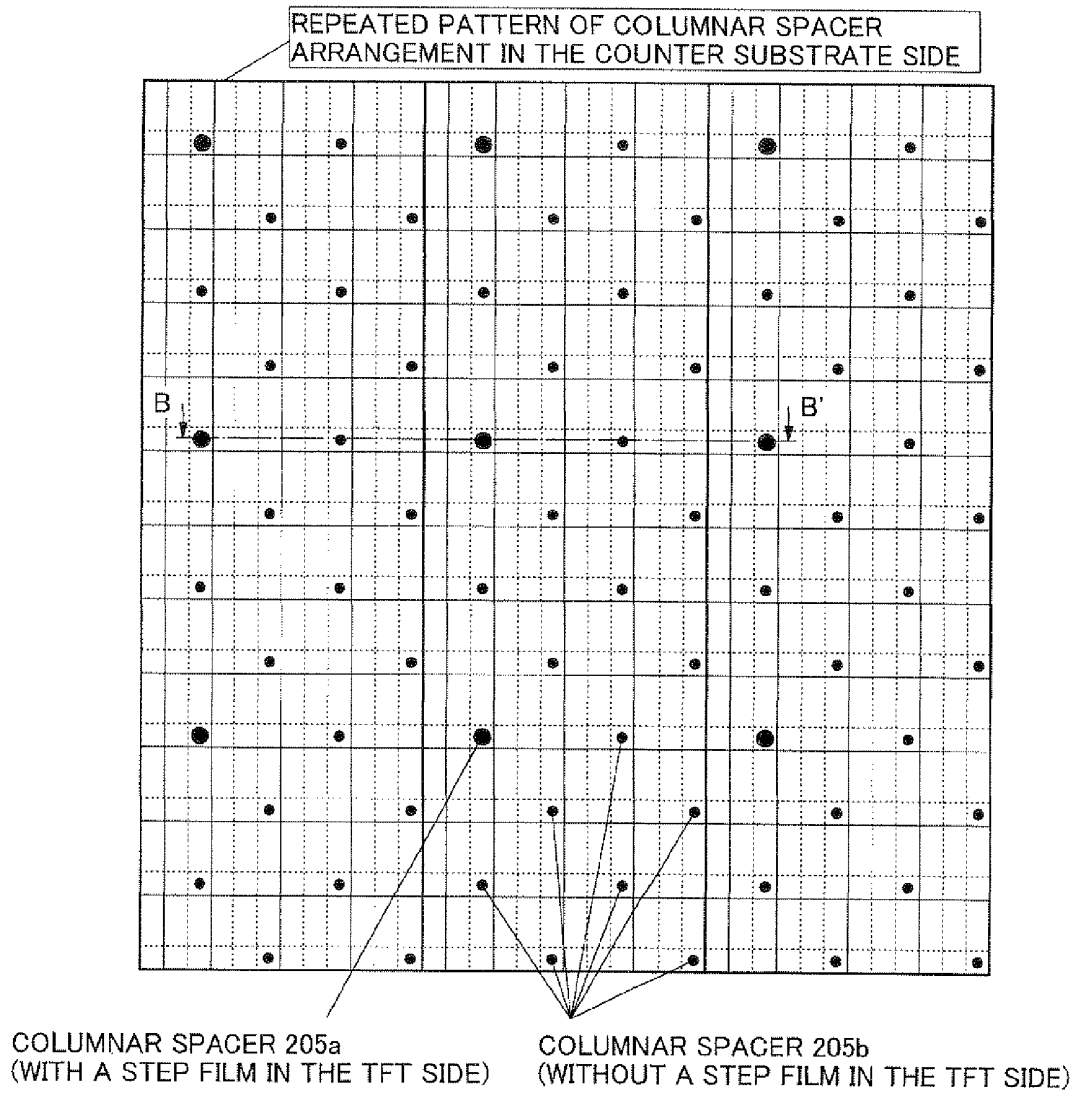 REPEATED PATTERN OF COLUMNAR SPACER
ARRANGEMENT IN THE COUNTER SUBSTRATE SIDE
B
B'
COLUMNAR SPACER 205a
(WITH A STEP FILM IN THE TFT SIDE)
COLUMNAR SPACER 205b
(WITHOUT A STEP FILM IN THE TFT SIDE)